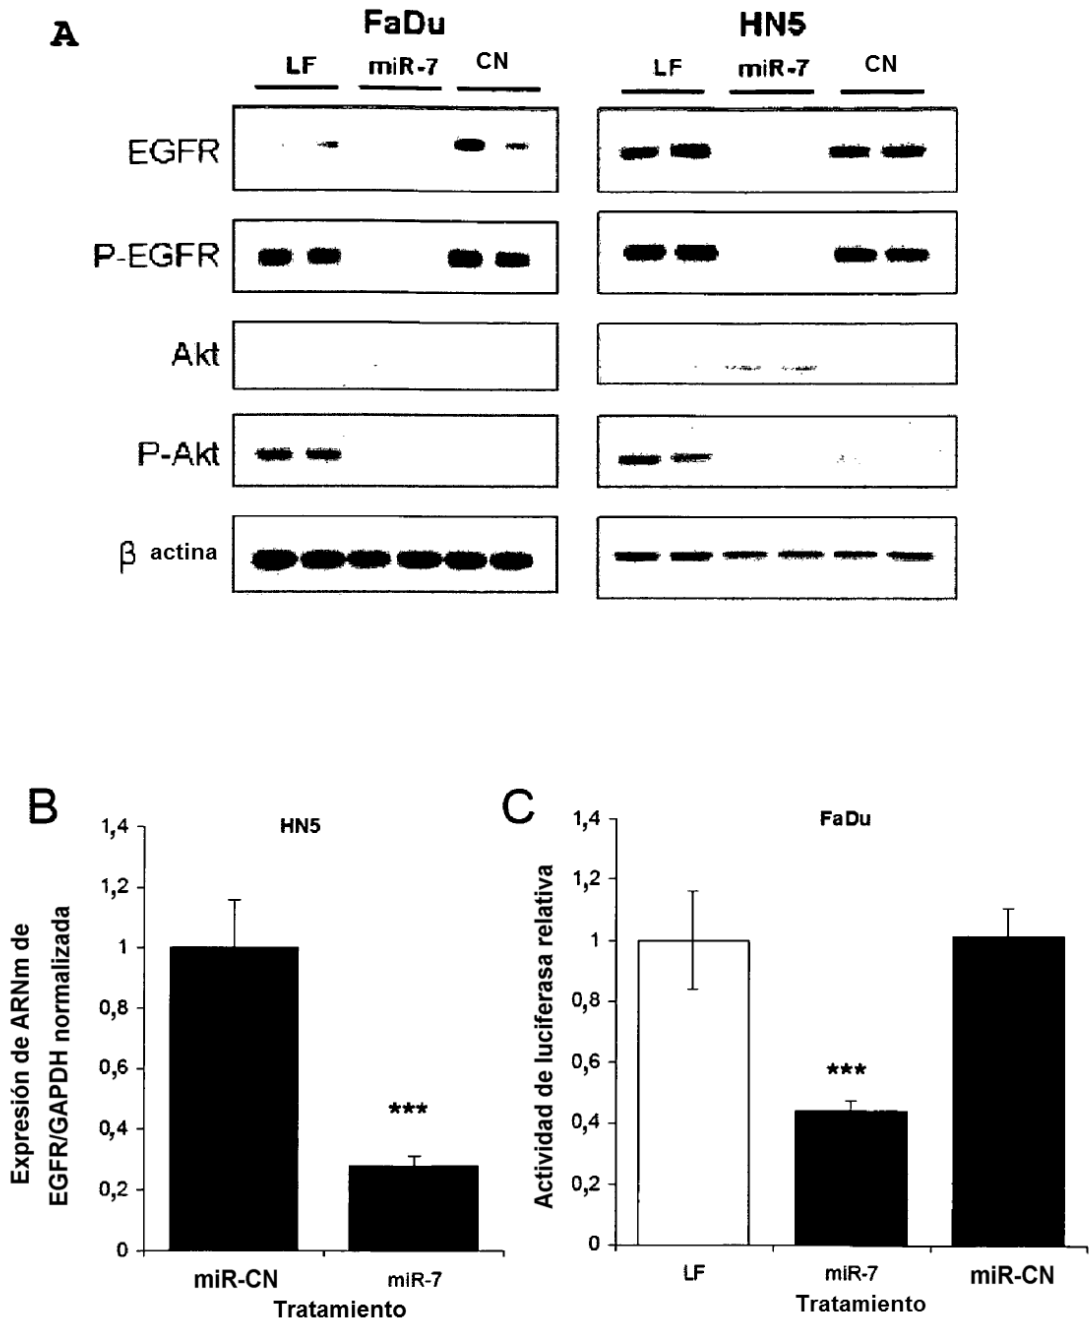 A
FaDu
HN5
LF miR-7 CN
LF miR-7 CN
EGFR
P-EGFR
Akt
P-Akt
β actina
B
HN5
Expresión de ARNm de
EGFR/GAPDH normalizada
1,4
1,2
1
0,8
0,6
0,4
0,2
0
***
miR-CN miR-7
Tratamiento
C
FaDu
Actividad de luciferasa relativa
1,4
1,2
1
0,8
0,6
0,4
0,2
0
***
LF miR-7 miR-CN
Tratamiento